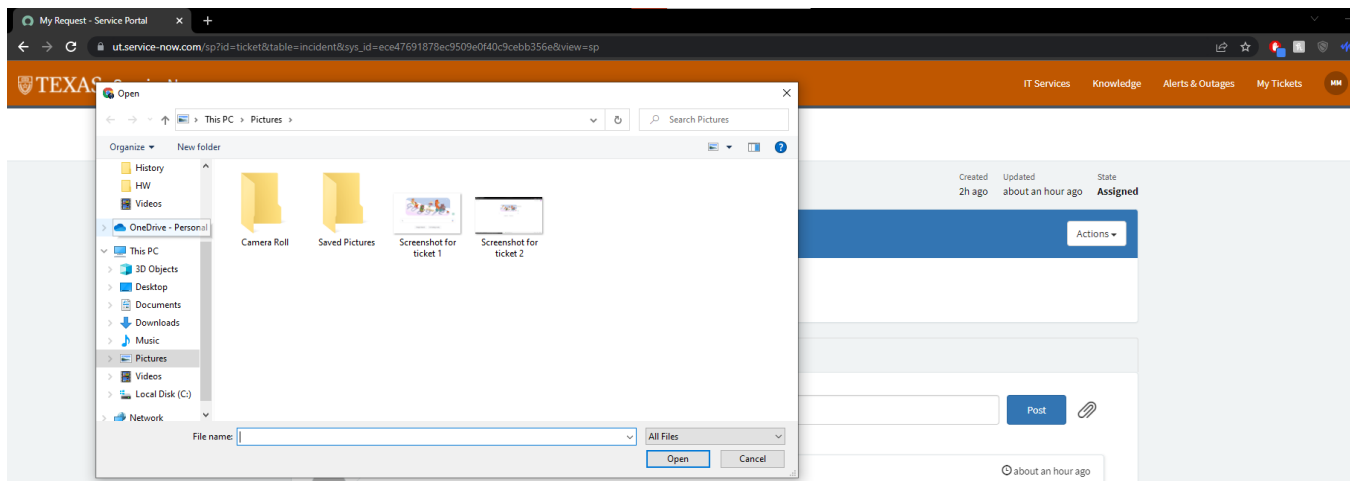 My Request - Service Portal
ut.service-now.com/sp?id=ticket&table=incident&sys_id=ece47691878ec9509e0f40c9cebb356e&view=sp
TEXAS
IT Services Knowledge Alerts & Outages My Tickets MM
Open
This PC > Pictures >
Search Pictures
Organize New folder
History
HW
Videos
OneDrive - Personal
This PC
3D Objects
Desktop
Documents
Downloads
Music
Pictures
Videos
Local Disk (C:)
Network
Camera Roll
Saved Pictures
Screenshot for
ticket 1
Screenshot for
ticket 2
File name:
All Files
Open Cancel
Created Updated State
2h ago about an hour ago Assigned
Actions
Post
about an hour ago